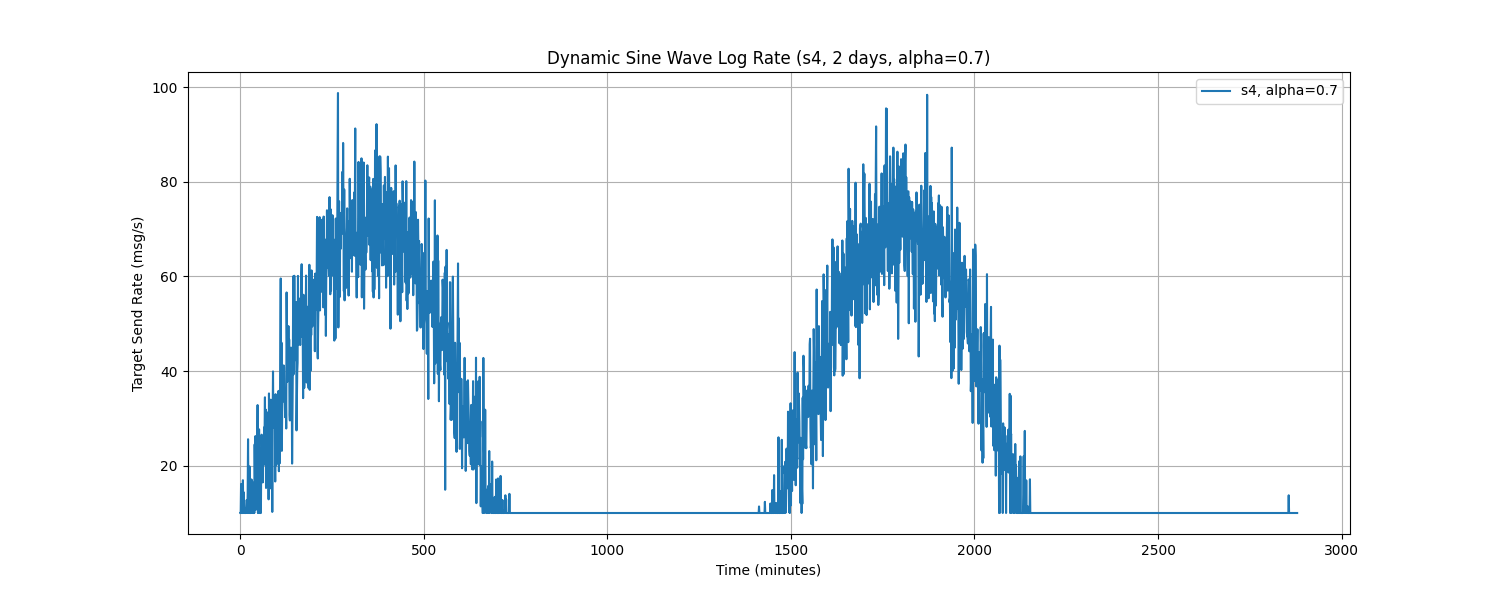 Dynamic Sine Wave Log Rate (s4, 2 days, alpha=0.7)
s4, alpha=0.7
Target Send Rate (msg/s)
100
80
60
40
20
0 500 1000 1500 2000 2500 3000
Time (minutes)